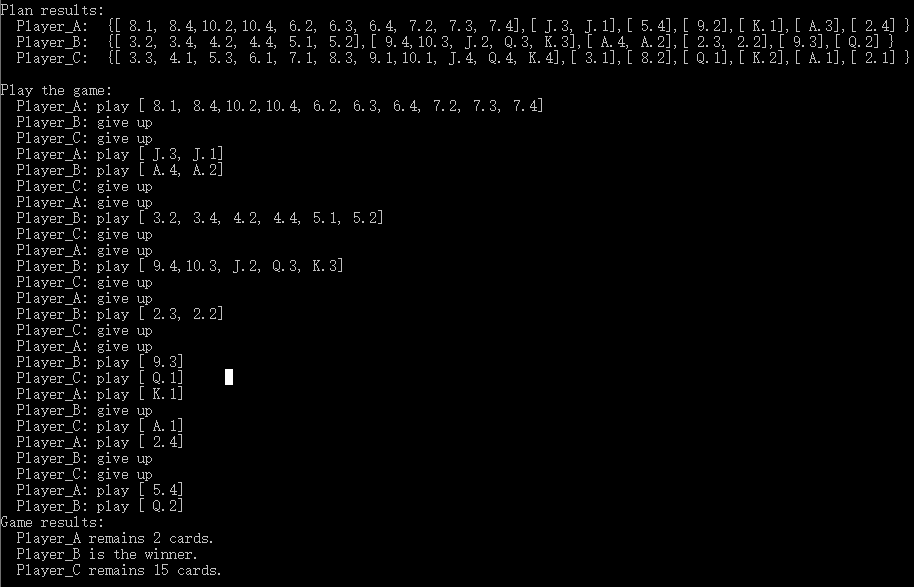 Plan results:
Player_A: {[ 8.1, 8.4,10.2,10.4, 6.2, 6.3, 6.4, 7.2, 7.3, 7.4],[ J.3, J.1],[ 5.4],[ 9.2],[ K.1],[ A.3],[ 2.4] }
Player_B: {[ 3.2, 3.4, 4.2, 4.4, 5.1, 5.2],[ 9.4,10.3, J.2, Q.3, K.3],[ A.4, A.2],[ 2.3, 2.2],[ 9.3],[ Q.2] }
Player_C: {[ 3.3, 4.1, 5.3, 6.1, 7.1, 8.3, 9.1,10.1, J.4, Q.4, K.4],[ 3.1],[ 8.2],[ Q.1],[ K.2],[ A.1],[ 2.1] }
Play the game:
Player_A: play [ 8.1, 8.4,10.2,10.4, 6.2, 6.3, 6.4, 7.2, 7.3, 7.4]
Player_B: give up
Player_C: give up
Player_A: play [ J.3, J.1]
Player_B: play [ A.4, A.2]
Player_C: give up
Player_A: give up
Player_B: play [ 3.2, 3.4, 4.2, 4.4, 5.1, 5.2]
Player_C: give up
Player_A: give up
Player_B: play [ 9.4,10.3, J.2, Q.3, K.3]
Player_C: give up
Player_A: give up
Player_B: play [ 2.3, 2.2]
Player_C: give up
Player_A: give up
Player_B: play [ 9.3]
Player_C: play [ Q.1]
Player_A: play [ K.1]
Player_B: give up
Player_C: play [ A.1]
Player_A: play [ 2.4]
Player_B: give up
Player_C: give up
Player_A: play [ 5.4]
Player_B: play [ Q.2]
Game results:
Player_A remains 2 cards.
Player_B is the winner.
Player_C remains 15 cards.